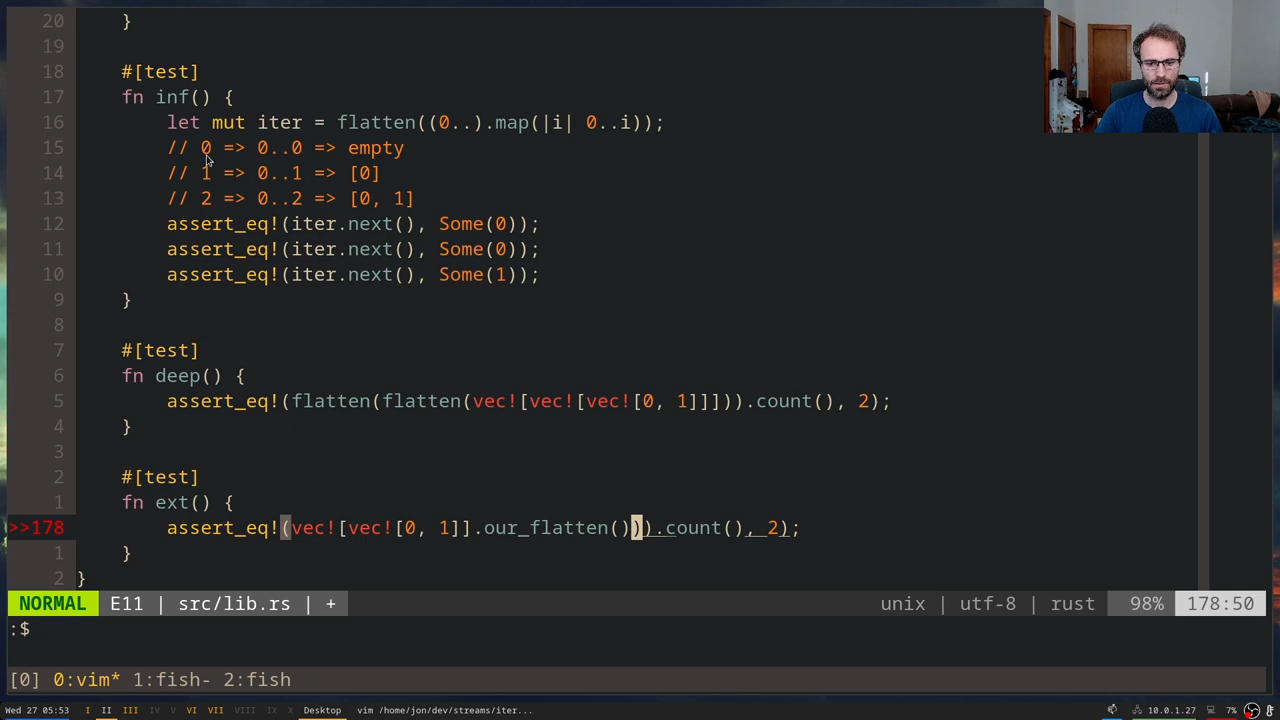 20     }
19
18     #[test]
17     fn inf() {
16         let mut iter = flatten((0..).map(|i| 0..i));
15         // 0 => 0..0 => empty
14         // 1 => 0..1 => [0]
13         // 2 => 0..2 => [0, 1]
12         assert_eq!(iter.next(), Some(0));
11         assert_eq!(iter.next(), Some(0));
10         assert_eq!(iter.next(), Some(1));
9     }
8
7     #[test]
6     fn deep() {
5         assert_eq!(flatten(flatten(vec![vec![vec![0, 1]]])).count(), 2);
4     }
3
2     #[test]
1     fn ext() {
>>178         assert_eq!(vec![vec![0, 1]].our_flatten())).count(), 2);
1     }
2 }
NORMAL E11 | src/lib.rs | + unix | utf-8 | rust 98% 178:50
:$
[0] 0:vim* 1:fish- 2:fish
Wed 27 05:53 I II III IV V VI VII VIII IX X Desktop vim /home/jon/dev/streams/iter... 10.0.1.27 7%